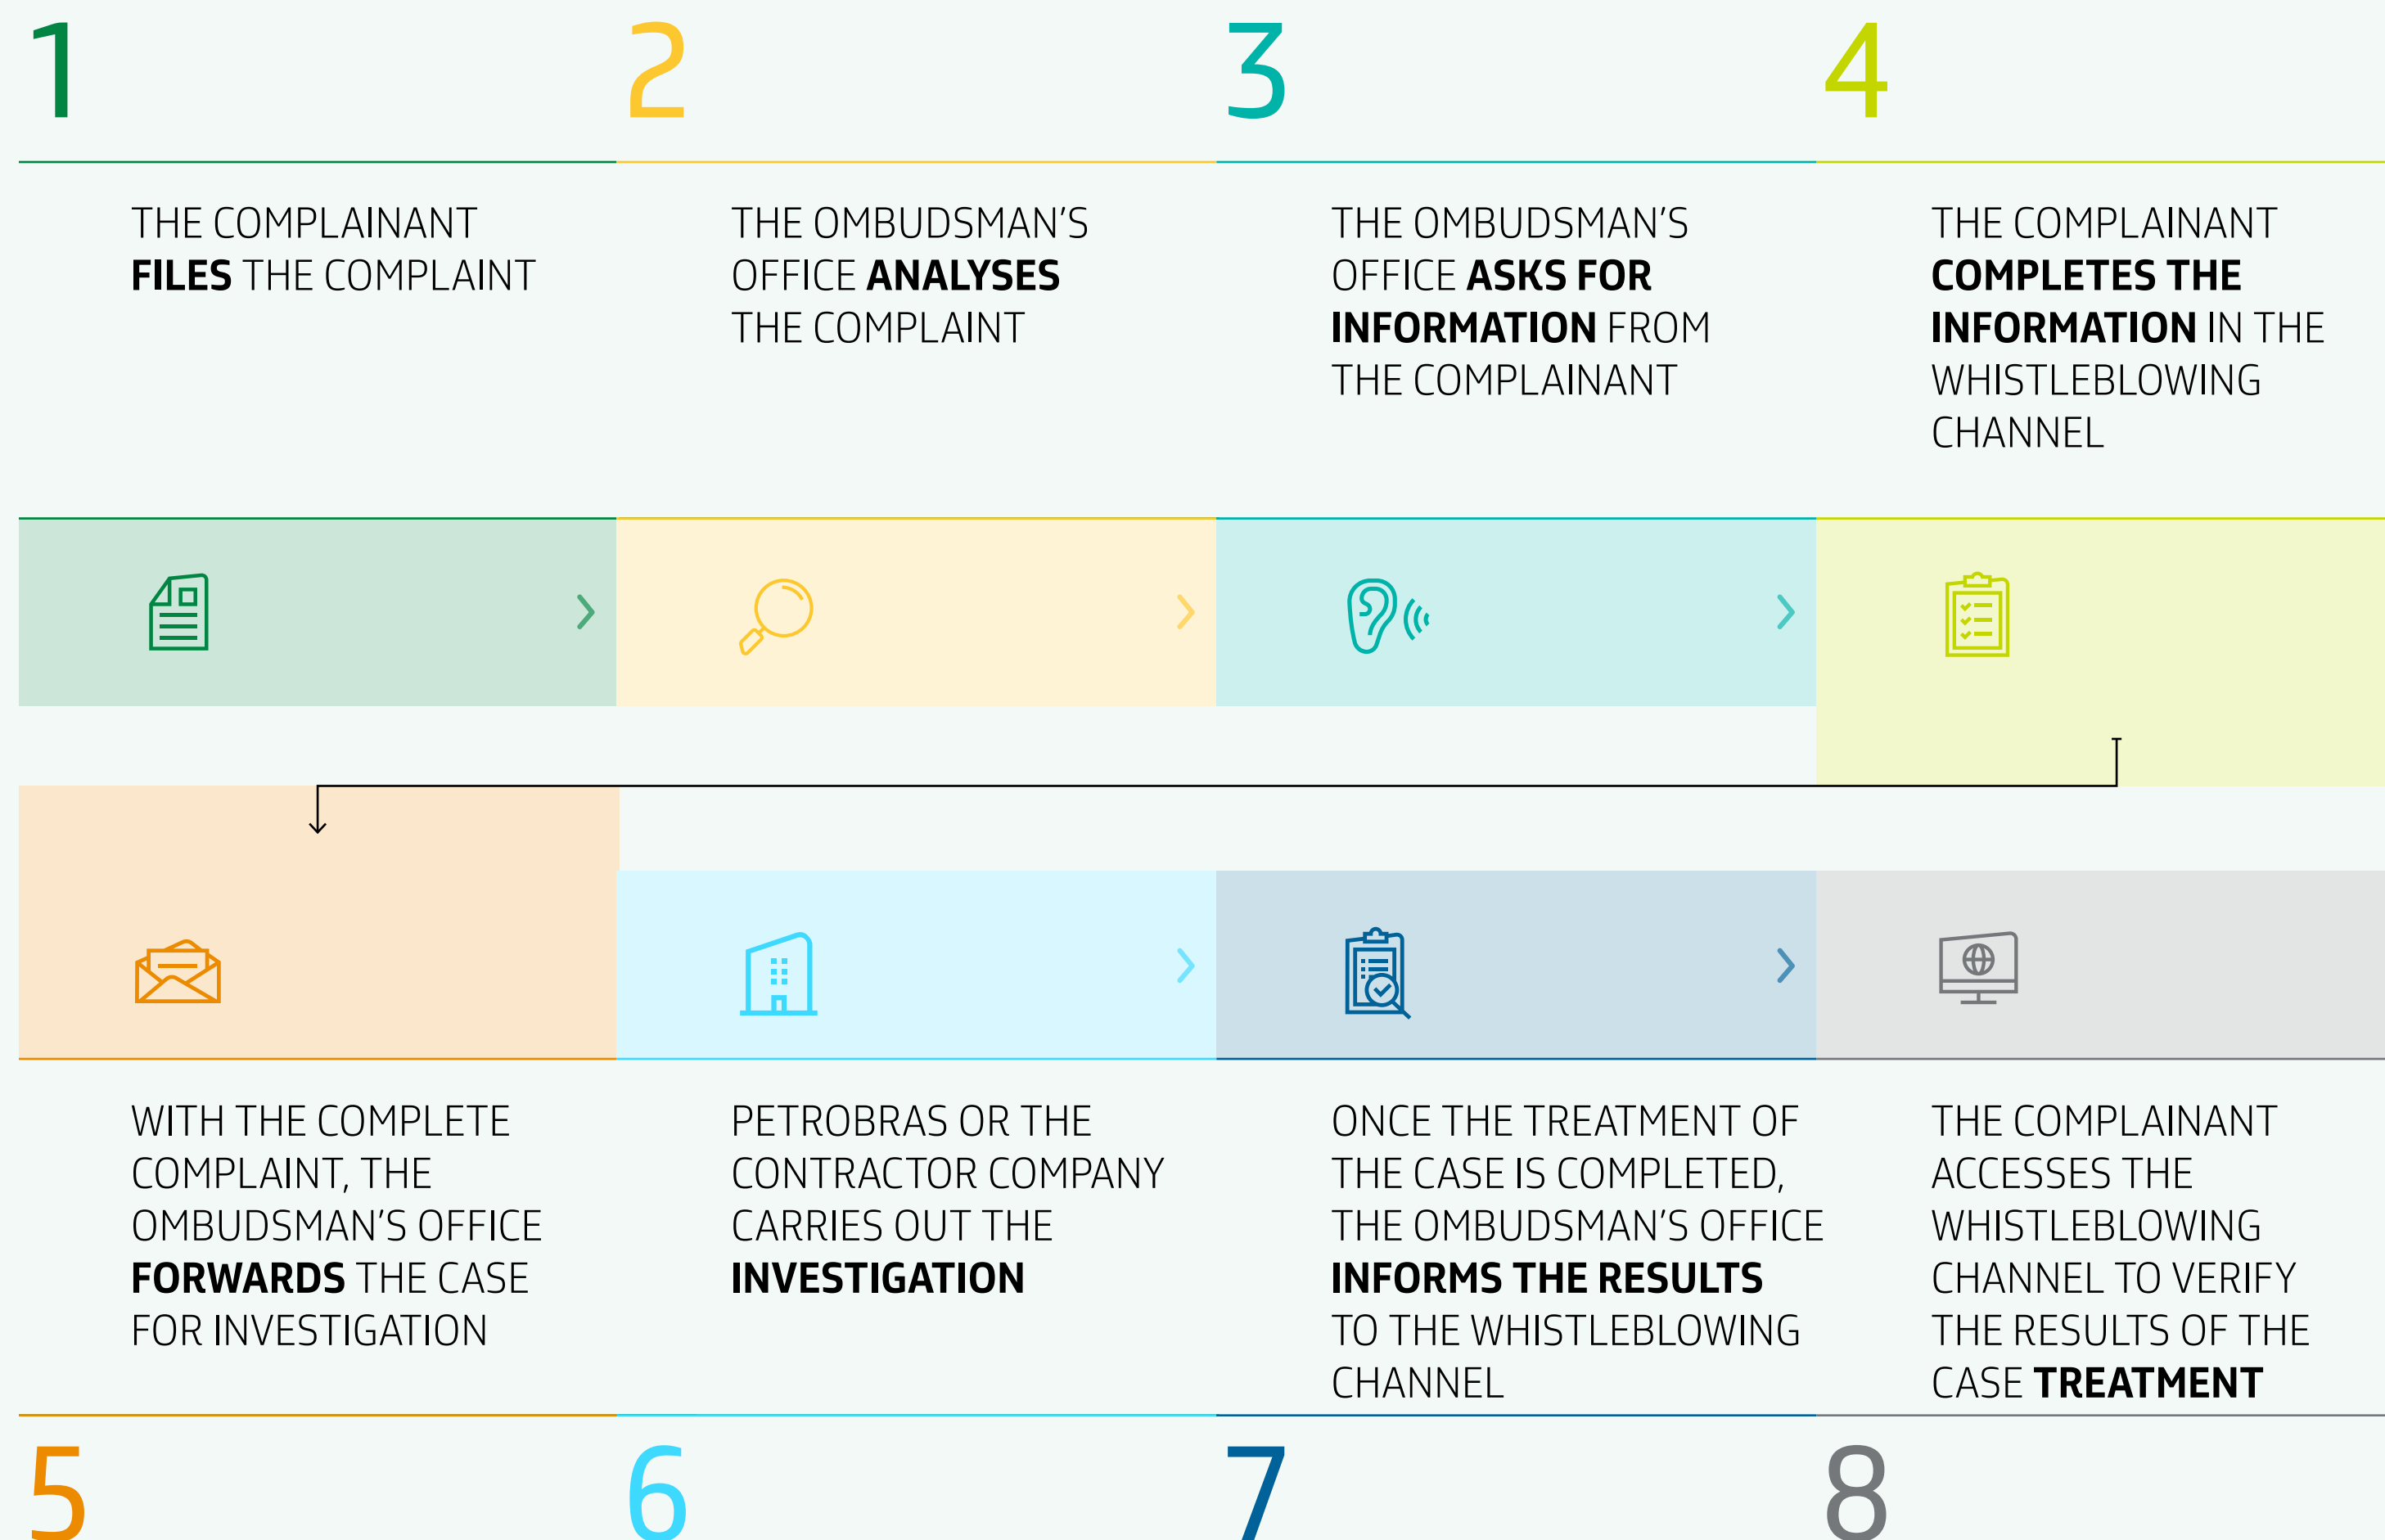 1
THE COMPLAINANT
FILES THE COMPLAINT
2
THE OMBUDSMAN’S
OFFICE ANALYSES
THE COMPLAINT
3
THE OMBUDSMAN’S
OFFICE ASKS FOR
INFORMATION FROM
THE COMPLAINANT
4
THE COMPLAINANT
COMPLETES THE
INFORMATION IN THE
WHISTLEBLOWING
CHANNEL
WITH THE COMPLETE
COMPLAINT, THE
OMBUDSMAN’S OFFICE
FORWARDS THE CASE
FOR INVESTIGATION
5
PETROBRAS OR THE
CONTRACTOR COMPANY
CARRIES OUT THE
INVESTIGATION
6
ONCE THE TREATMENT OF
THE CASE IS COMPLETED,
THE OMBUDSMAN’S OFFICE
INFORMS THE RESULTS
TO THE WHISTLEBLOWING
CHANNEL
7
THE COMPLAINANT
ACCESSES THE
WHISTLEBLOWING
CHANNEL TO VERIFY
THE RESULTS OF THE
CASE TREATMENT
8